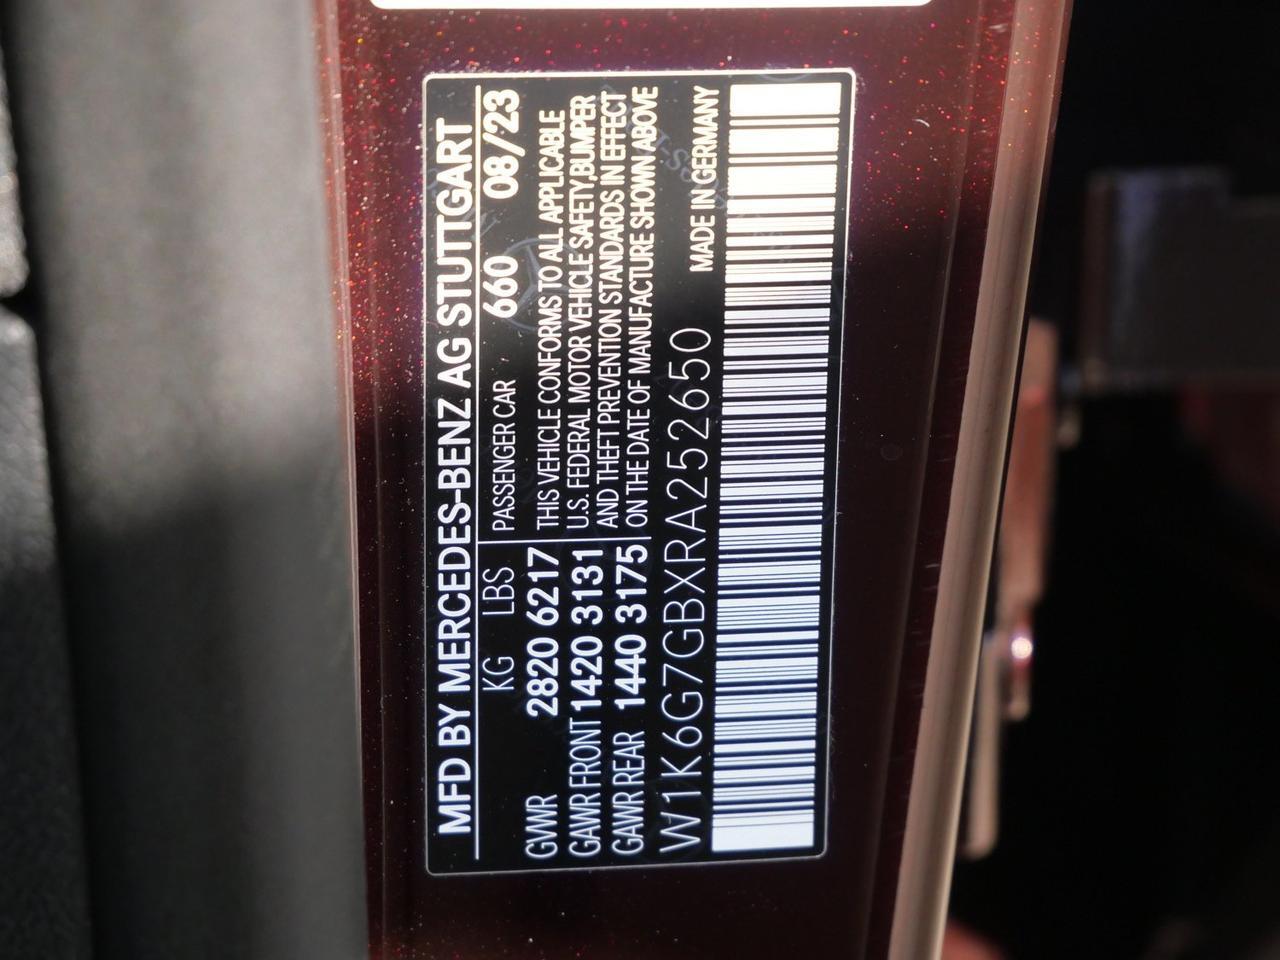 MFD BY MERCEDES-BENZ AG STUTTGART
KG LBS PASSENGER CAR 660 08/23
GVWR 2820 6217
GAWR FRONT 1420 3131
GAWR REAR 1440 3175
THIS VEHICLE CONFORMS TO ALL APPLICABLE
U.S. FEDERAL MOTOR VEHICLE SAFETY,BUMPER
AND THEFT PREVENTION STANDARDS IN EFFECT
ON THE DATE OF MANUFACTURE SHOWN ABOVE
W1K6G7GBXRA252650 MADE IN GERMANY